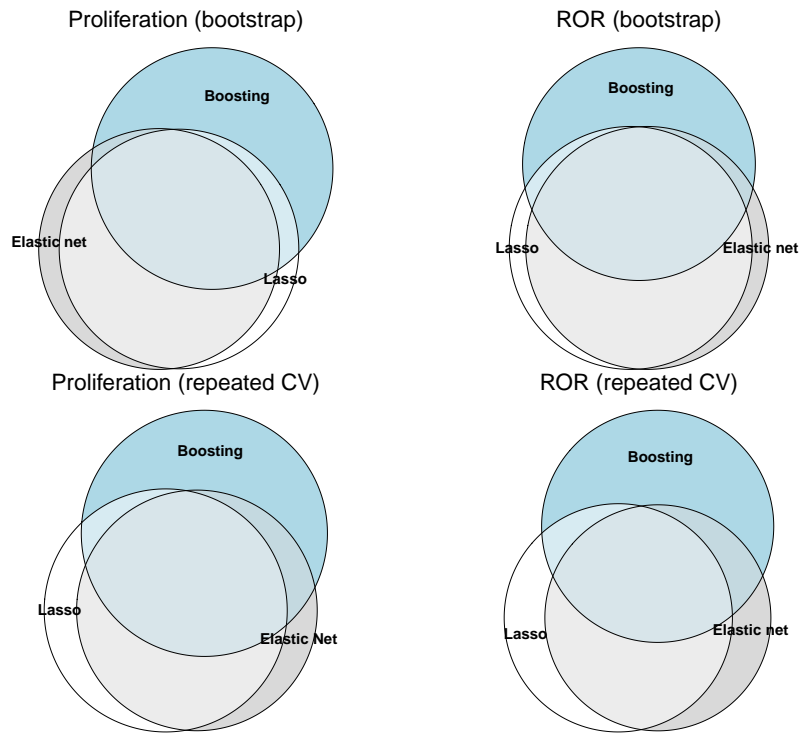 Proliferation (bootstrap)
Boosting
Elastic net
Lasso
ROR (bootstrap)
Boosting
Lasso
Elastic net
Proliferation (repeated CV)
Boosting
Lasso
Elastic Net
ROR (repeated CV)
Boosting
Lasso
Elastic net